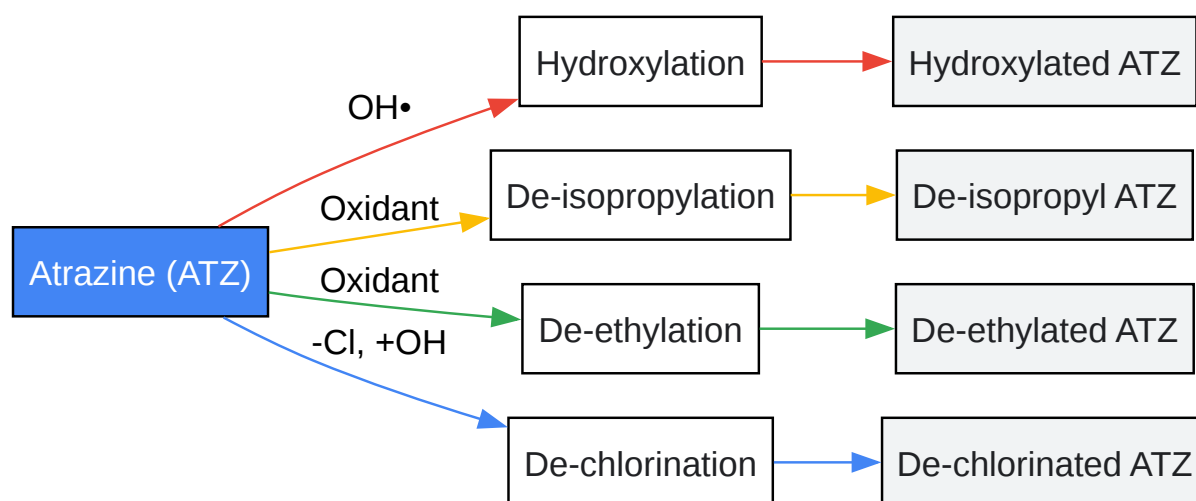 Hydroxylation
Hydroxylated ATZ
OH•
De-isopropylation
De-isopropyl ATZ
Oxidant
Atrazine (ATZ)
Oxidant
De-ethylation
De-ethylated ATZ
-Cl, +OH
De-chlorination
De-chlorinated ATZ